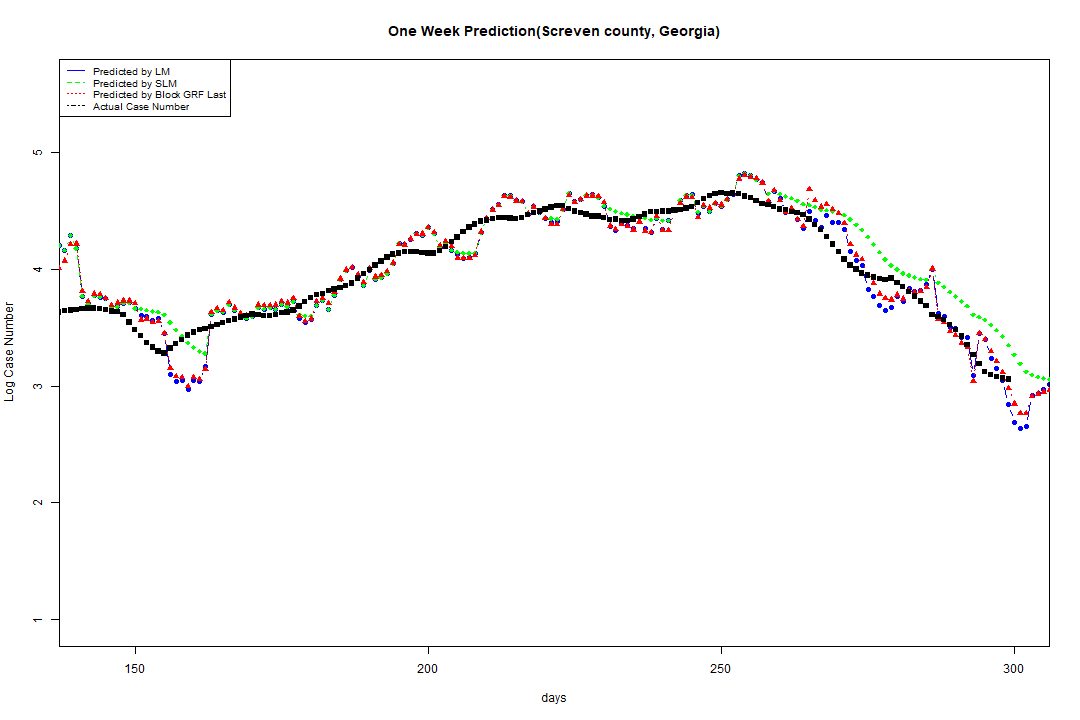 One Week Prediction(Screven county, Georgia)
Predicted by LM
Predicted by SLM
Predicted by Block GRF Last
Actual Case Number
5
4
3
2
1
Log Case Number
150 200 250 300
days